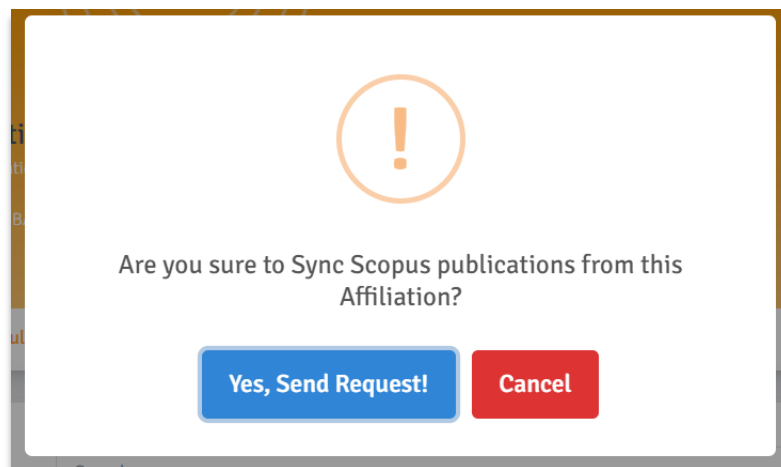 !
Are you sure to Sync Scopus publications from this
Affiliation?
Yes, Send Request!
Cancel